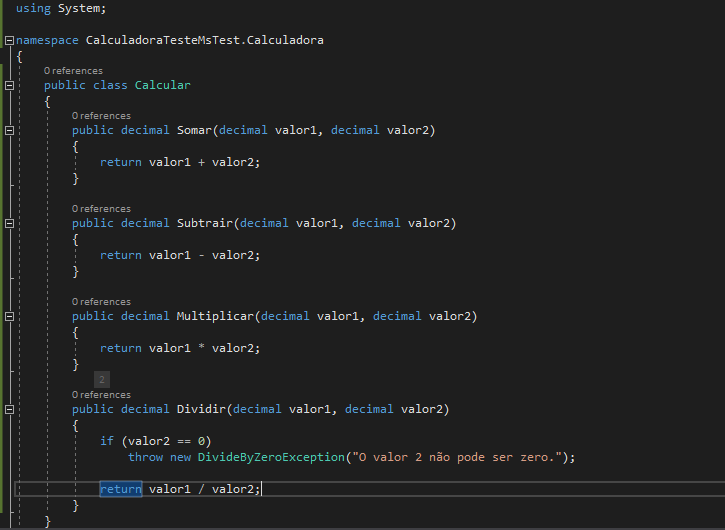 using System;
namespace CalculadoraTesteMsTest.Calculadora
{
0 references
public class Calcular
{
0 references
public decimal Somar(decimal valor1, decimal valor2)
{
return valor1 + valor2;
}
0 references
public decimal Subtrair(decimal valor1, decimal valor2)
{
return valor1 - valor2;
}
0 references
public decimal Multiplicar(decimal valor1, decimal valor2)
{
return valor1 * valor2;
}
2
0 references
public decimal Dividir(decimal valor1, decimal valor2)
{
if (valor2 == 0)
throw new DivideByZeroException("O valor 2 não pode ser zero.");
return valor1 / valor2;
}
}